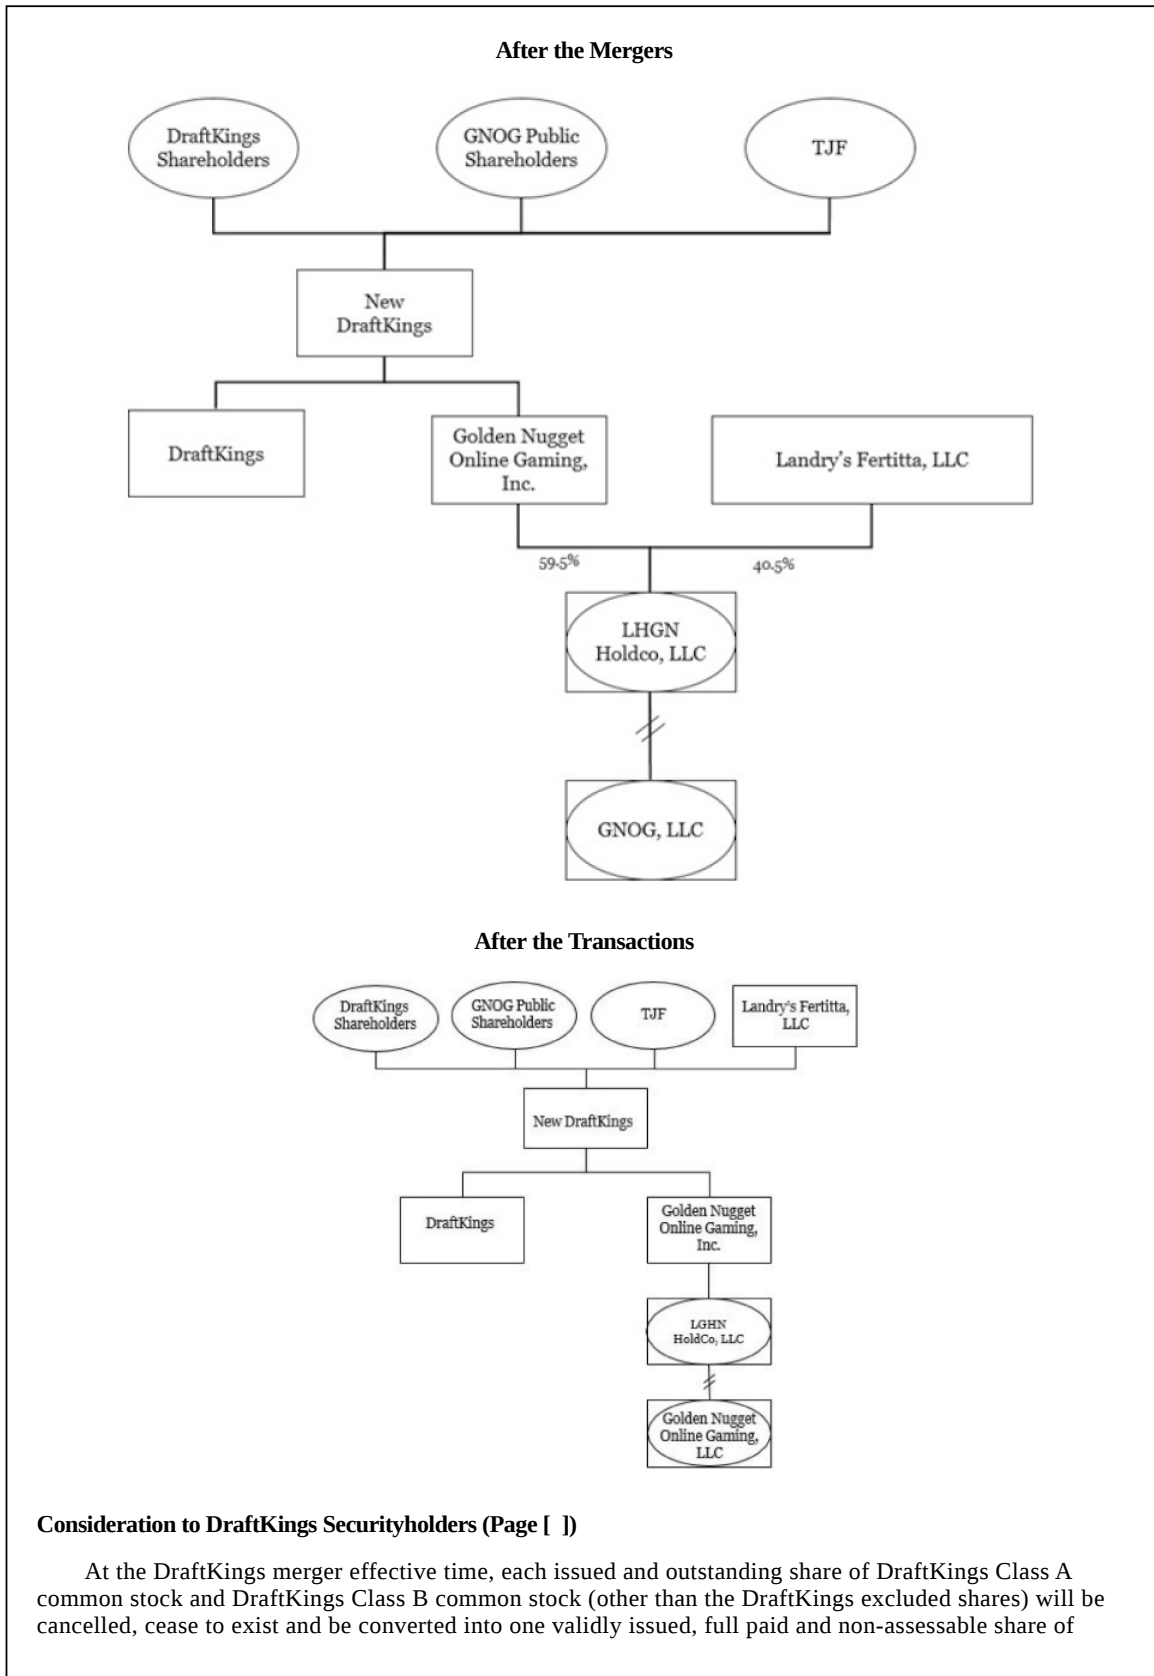 After the Mergers
DraftKings
Shareholders
GNOG Public
Shareholders
TJF
New
DraftKings
DraftKings
Golden Nugget
Online Gaming,
Inc.
Landry's Fertitta, LLC
59.5%
40.5%
LHGN
Holdco, LLC
GNOG, LLC
After the Transactions
DraftKings
Shareholders
GNOG Public
Shareholders
TJF
Landry's Fertitta,
LLC
New DraftKings
DraftKings
Golden Nugget
Online Gaming,
Inc.
LGHN
HoldCo, LLC
Golden Nugget
Online Gaming,
LLC
Consideration to DraftKings Securityholders (Page [ ])
At the DraftKings merger effective time, each issued and outstanding share of DraftKings Class A
common stock and DraftKings Class B common stock (other than the DraftKings excluded shares) will be
cancelled, cease to exist and be converted into one validly issued, full paid and non-assessable share of